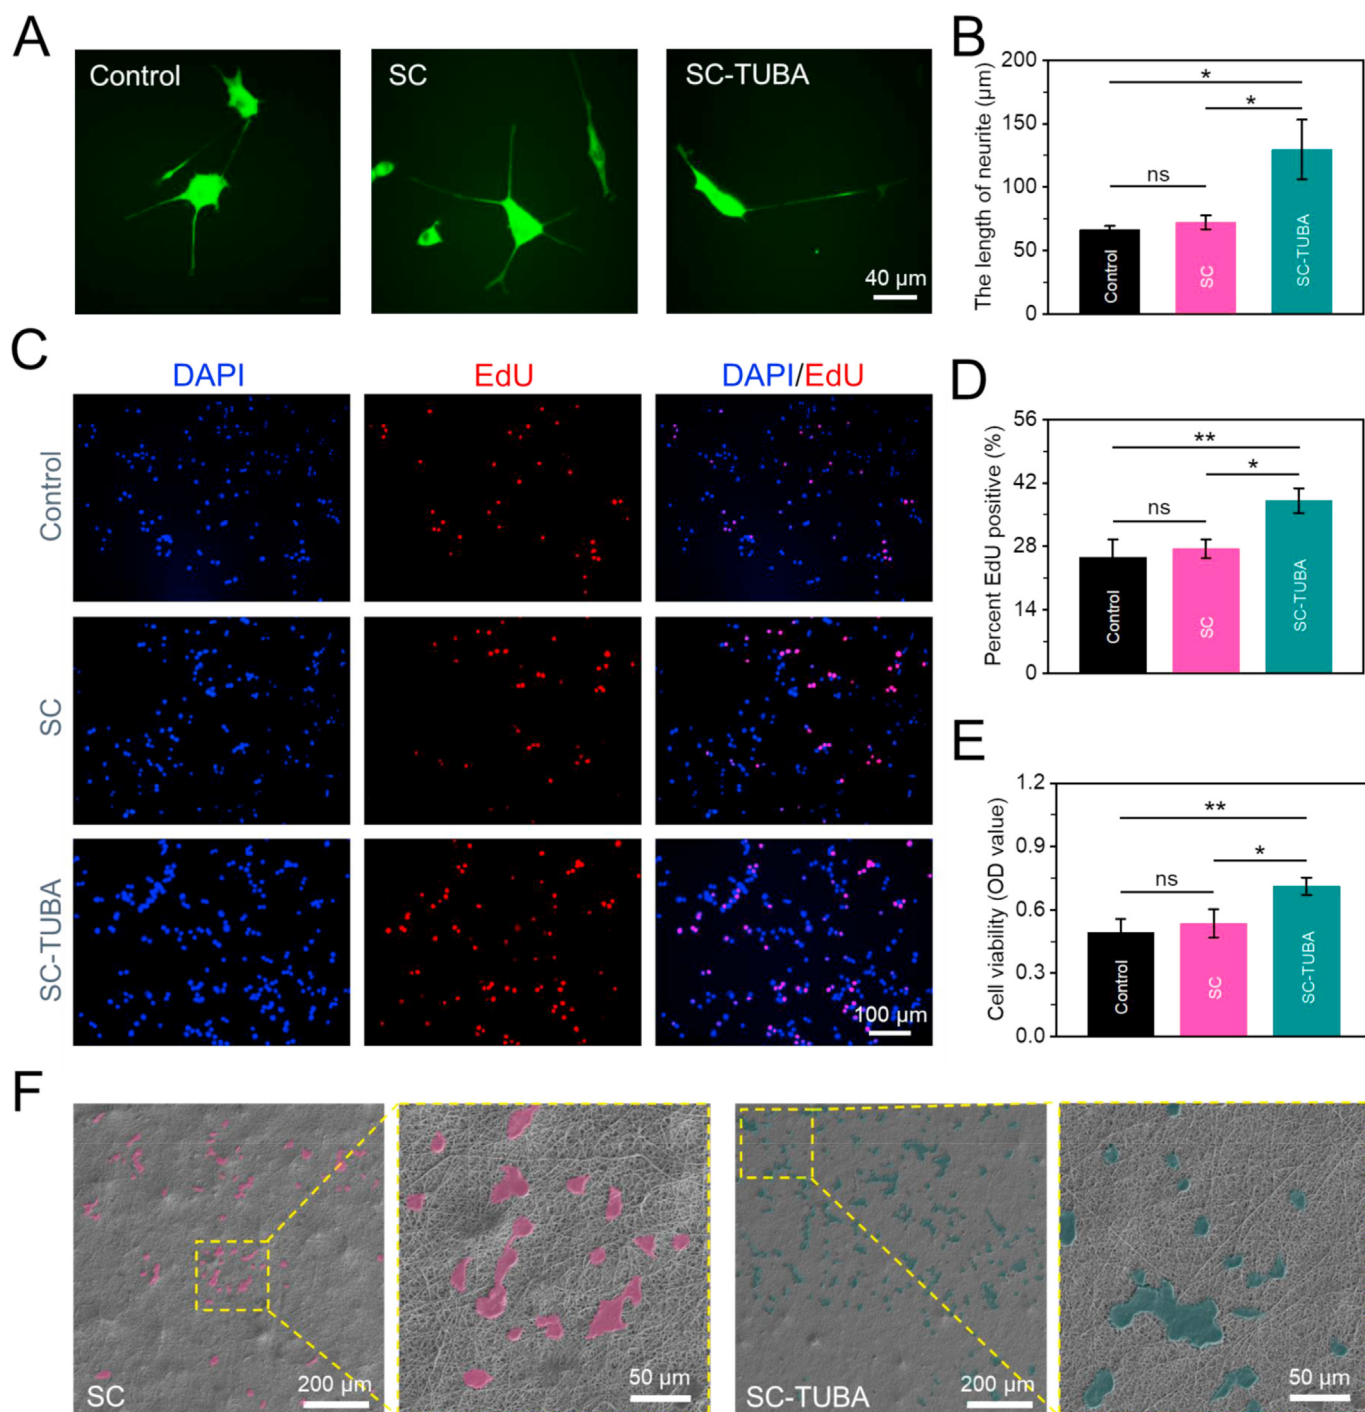 A
Control
SC
SC-TUBA
40 µm
B
The length of neurite (µm)
200
150
100
50
0
*
*
ns
Control
SC
SC-TUBA
C
DAPI
EdU
DAPI/EdU
Control
SC
SC-TUBA
100 µm
D
Percent EdU positive (%)
56
42
28
14
0
**
*
ns
Control
SC
SC-TUBA
E
Cell viability (OD value)
1.2
0.9
0.6
0.3
0.0
**
*
ns
Control
SC
SC-TUBA
F
SC
200 µm
50 µm
SC-TUBA
200 µm
50 µm